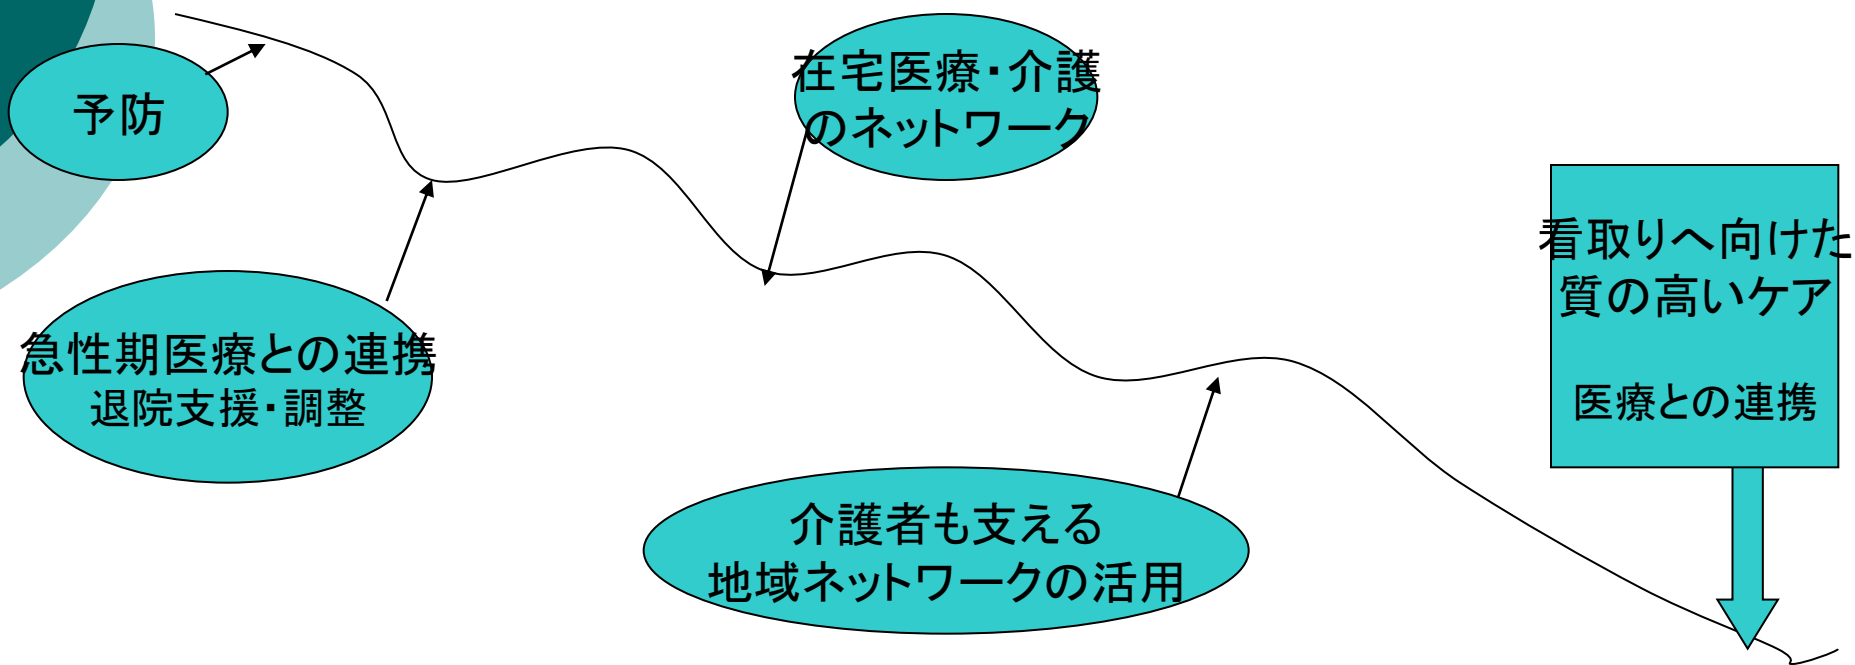 予防
在宅医療・介護
のネットワーク
急性期医療との連携
退院支援・調整
看取りへ向けた
質の高いケア
医療との連携
介護者も支える
地域ネットワークの活用